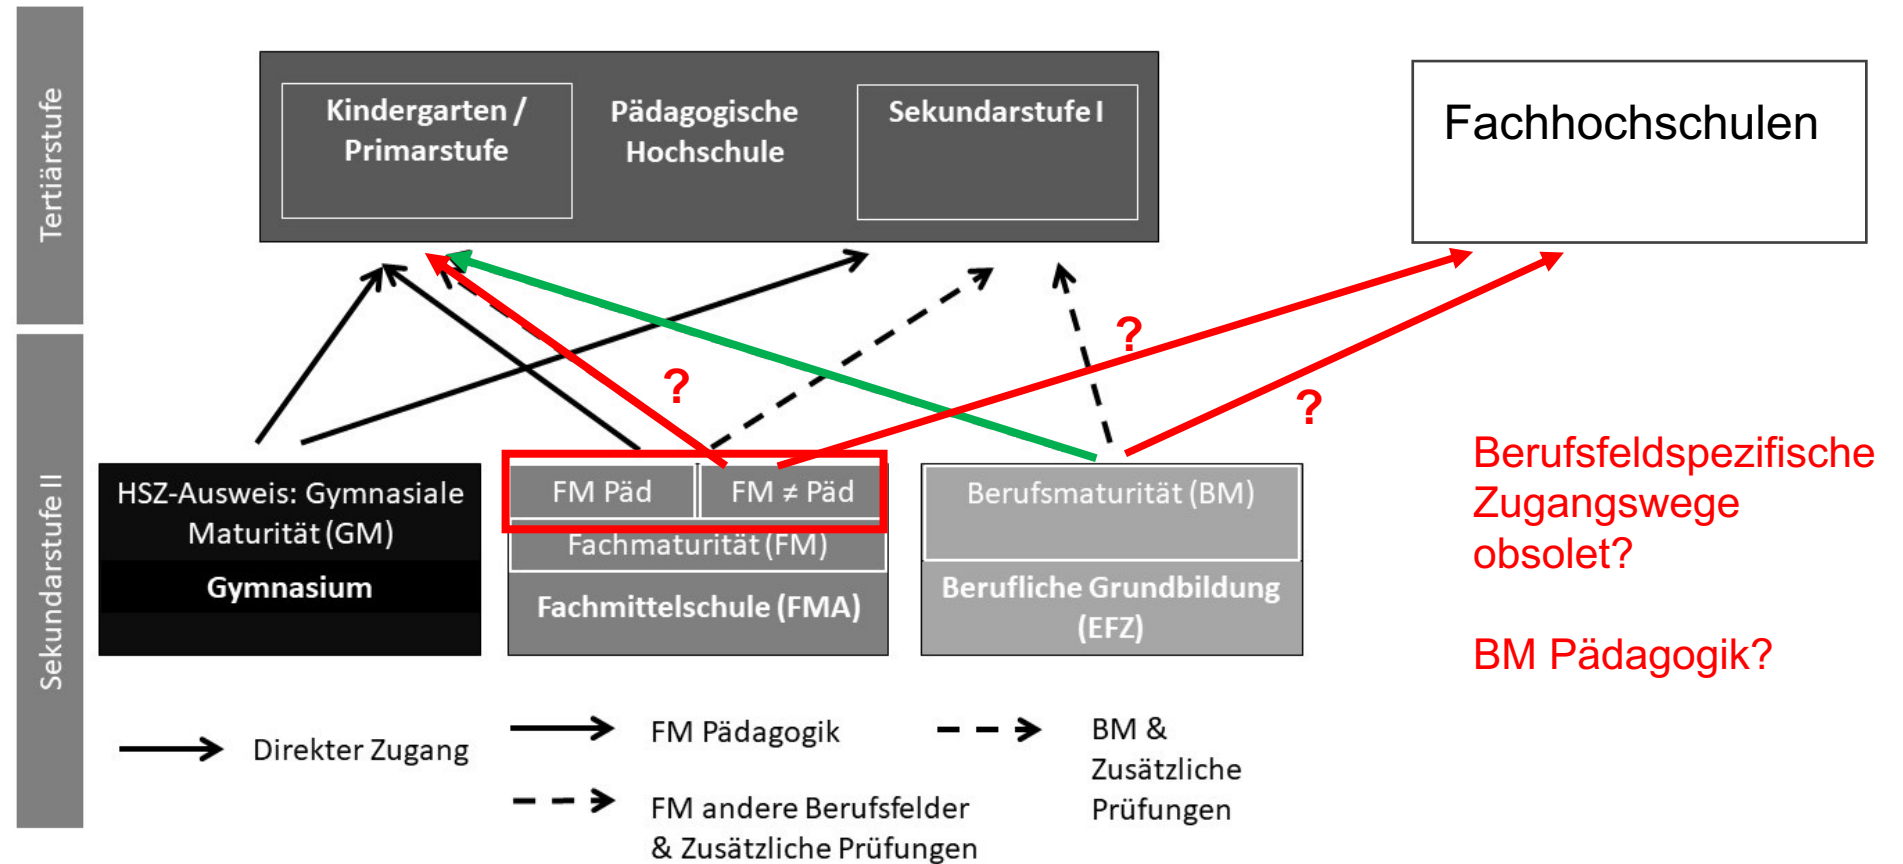 Tertiärstufe
Kindergarten /
Primarstufe
Pädagogische
Hochschule
Sekundarstufe I
Fachhochschulen
?
?
?
Sekundarstufe II
HSZ-Ausweis: Gymnasiale
Maturität (GM)
Gymnasium
FM Päd
FM ≠ Päd
Fachmaturität (FM)
Fachmittelschule (FMA)
Berufsmaturität (BM)
Berufliche Grundbildung
(EFZ)
Berufsfeldspezifische
Zugangswege
obsolet?
BM Pädagogik?
Direkter Zugang
FM Pädagogik
FM andere Berufsfelder
& Zusätzliche Prüfungen
BM &
Zusätzliche
Prüfungen